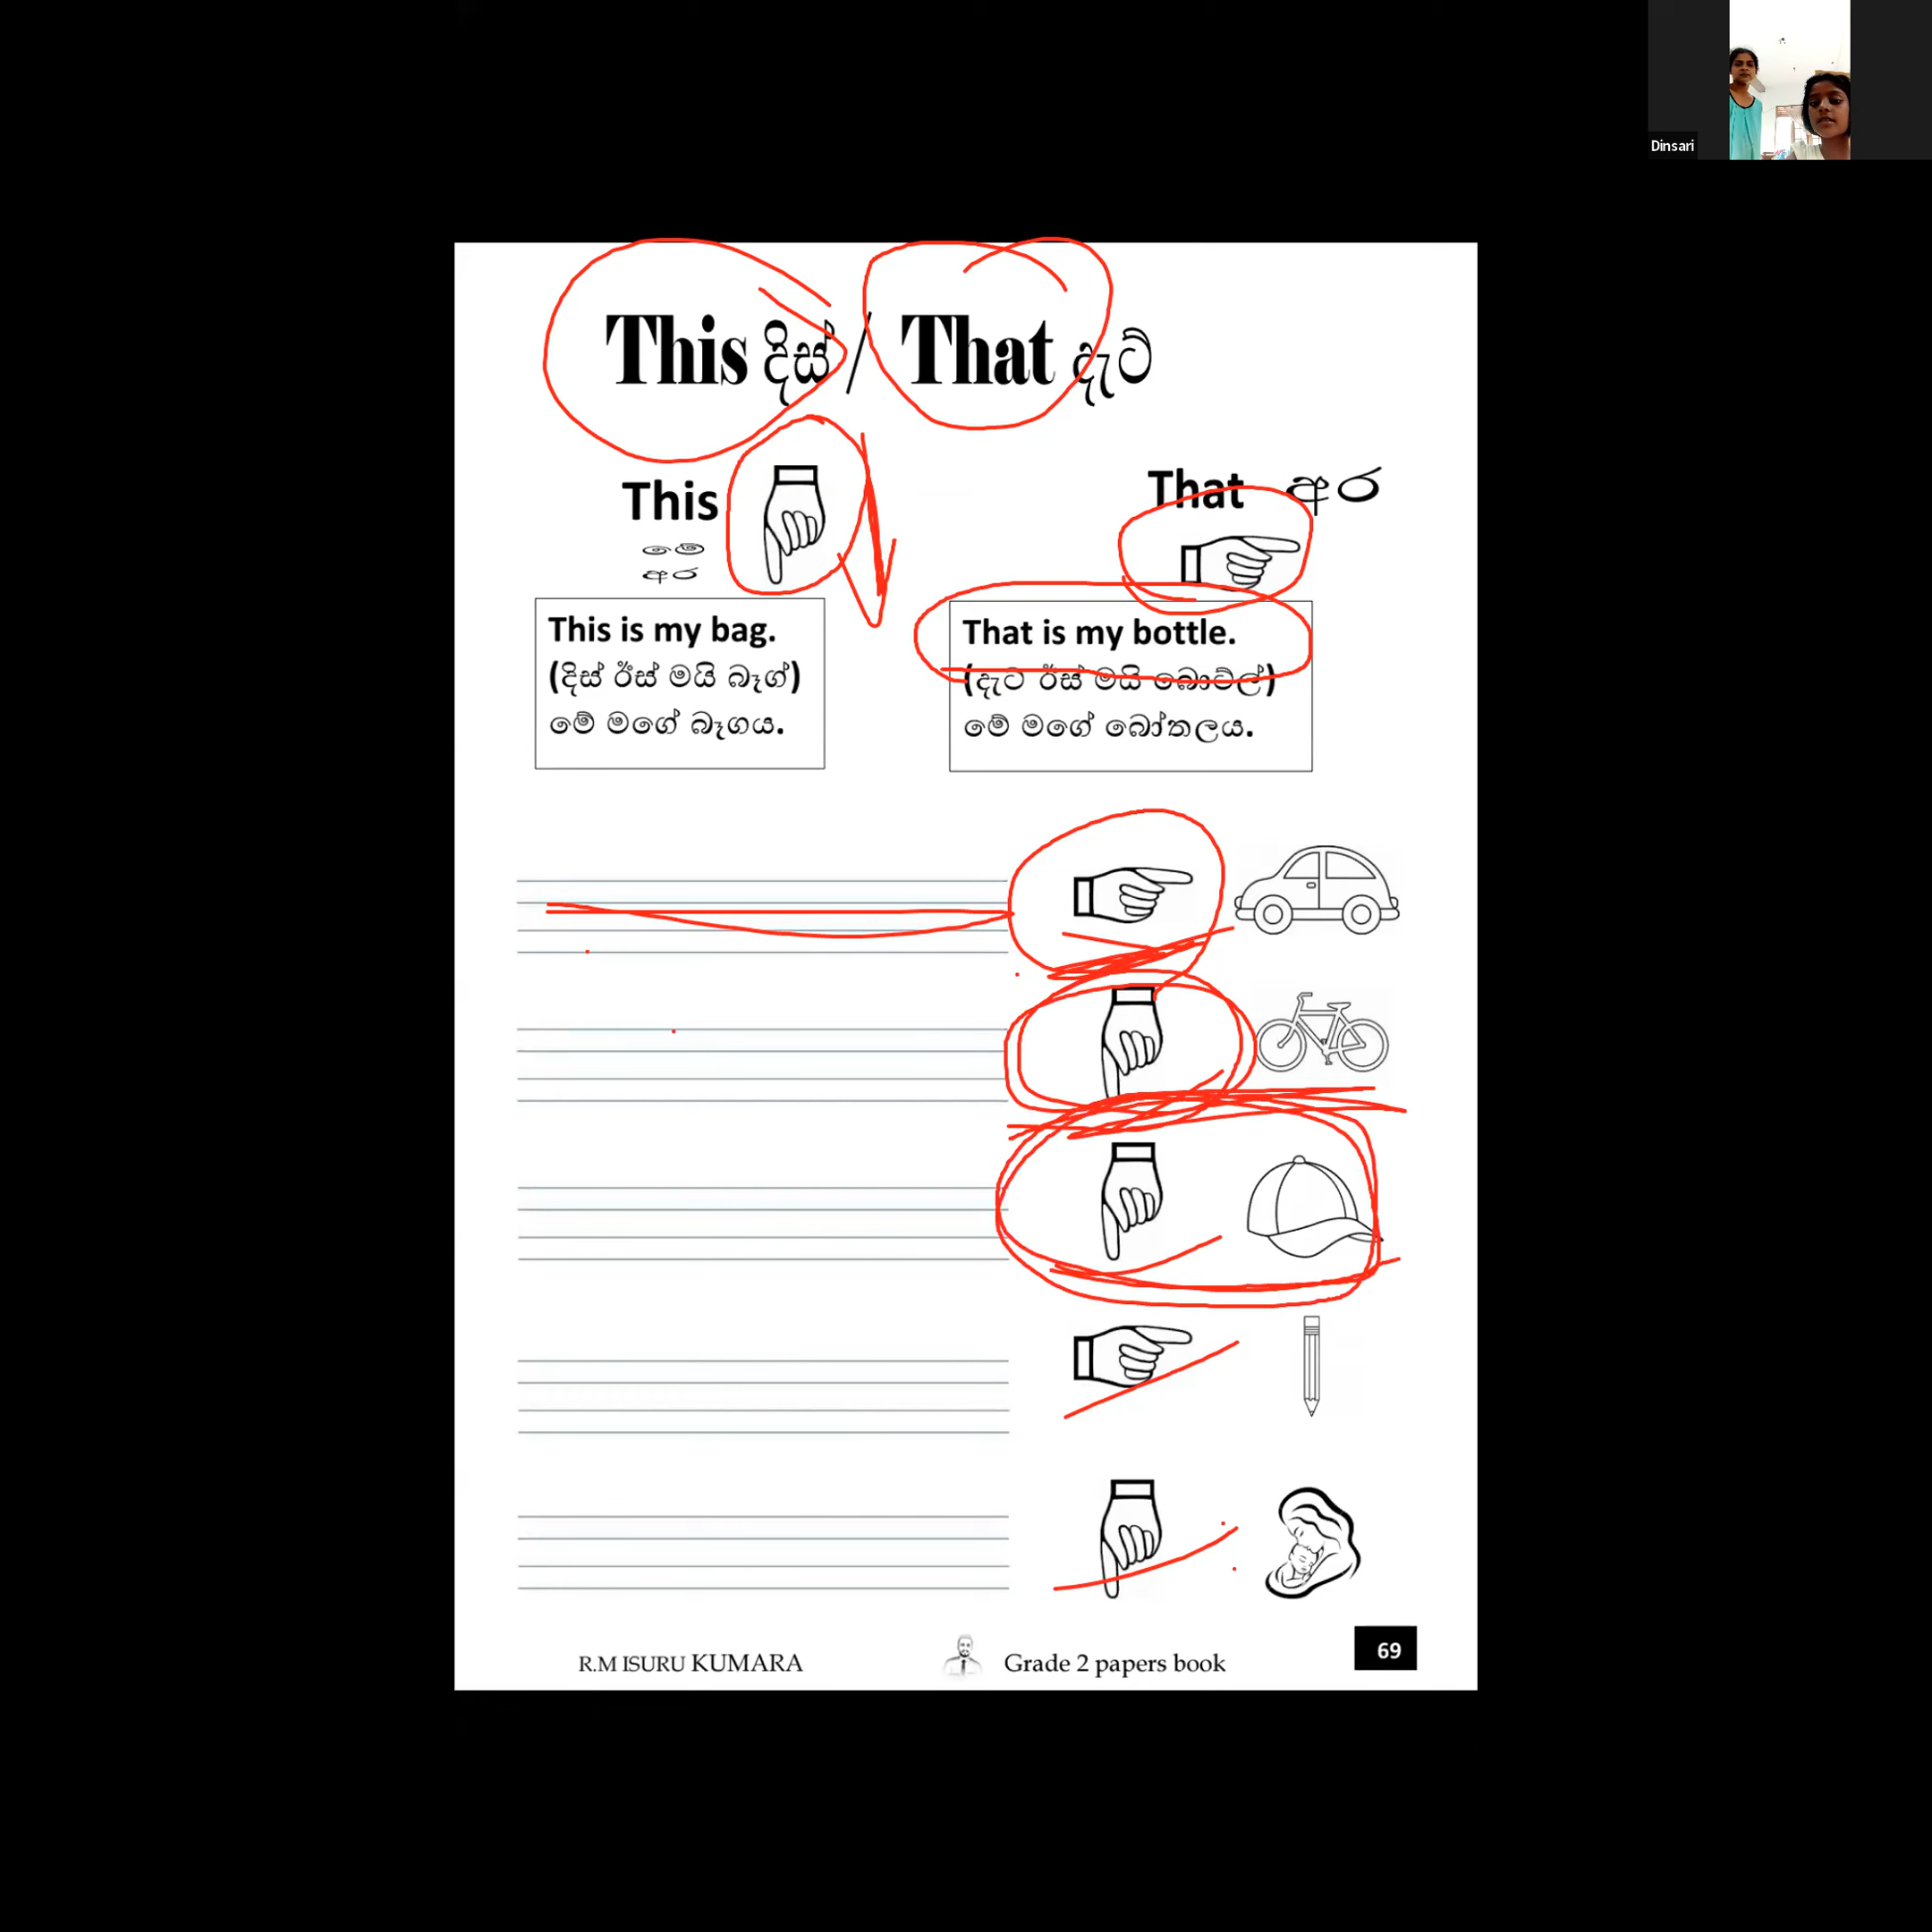 Dinsari
This දිස් / That දැට්
This
මේ
අර
That අර
This is my bag.
(දිස් ඊස් මයි බෑග්)
මේ මගේ බෑගය.
That is my bottle.
(දැට ඊස් මයි බොට්ල්)
මේ මගේ බෝතලය.
R.M ISURU KUMARA
Grade 2 papers book
69